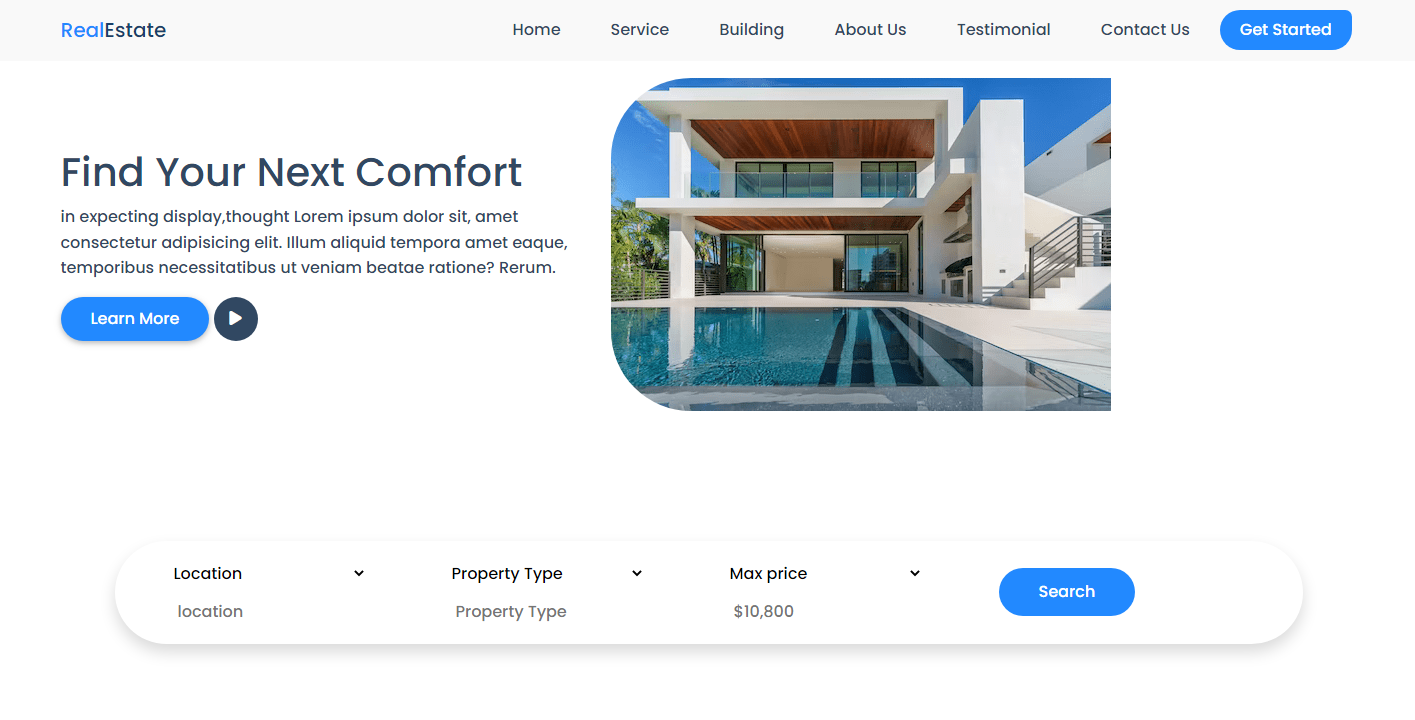 RealEstate
Home Service Building About Us Testimonial Contact Us Get Started
Find Your Next Comfort
in expecting display,thought Lorem ipsum dolor sit, amet
consectetur adipisicing elit. Illum aliquid tempora amet eaque,
temporibus necessitatibus ut veniam beatae ratione? Rerum.
Learn More
Location Property Type Max price
location Property Type $10,800
Search